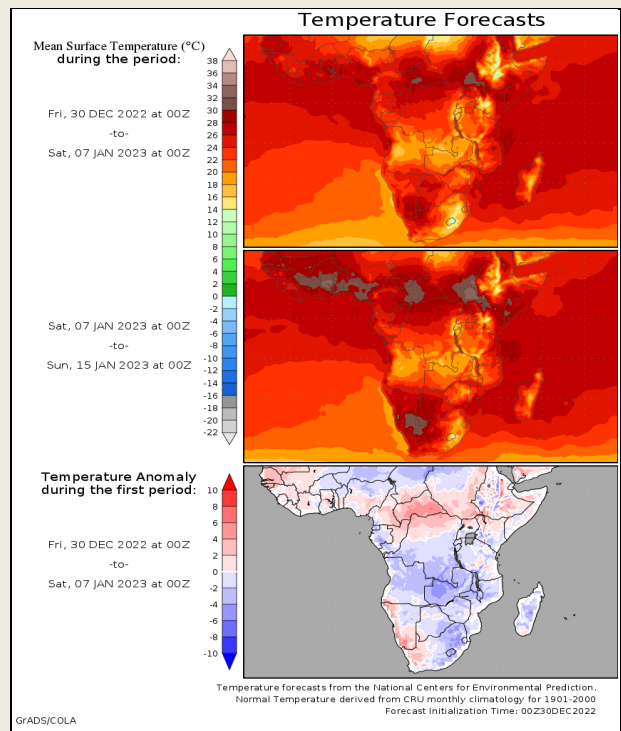 Temperature Forecasts
Mean Surface Temperature (°C)
during the period:
Fri, 30 DEC 2022 at 00Z
-to-
Sat, 07 JAN 2023 at 00Z
38
36
34
32
30
28
26
24
22
20
18
16
14
12
10
8
6
4
2
0
-2
-4
-6
-8
-10
-12
-14
-16
-18
-20
-22
Sat, 07 JAN 2023 at 00Z
-to-
Sun, 15 JAN 2023 at 00Z
Temperature Anomaly
during the first period:
Fri, 30 DEC 2022 at 00Z
-to-
Sat, 07 JAN 2023 at 00Z
10
8
6
4
2
0
-2
-4
-6
-8
-10
Temperature forecasts from the National Centers for Environmental Prediction.
Normal Temperature derived from CRU monthly climatology for 1901-2000
Forecast Initialization Time: 00Z30DEC2022
GrADS/COLA